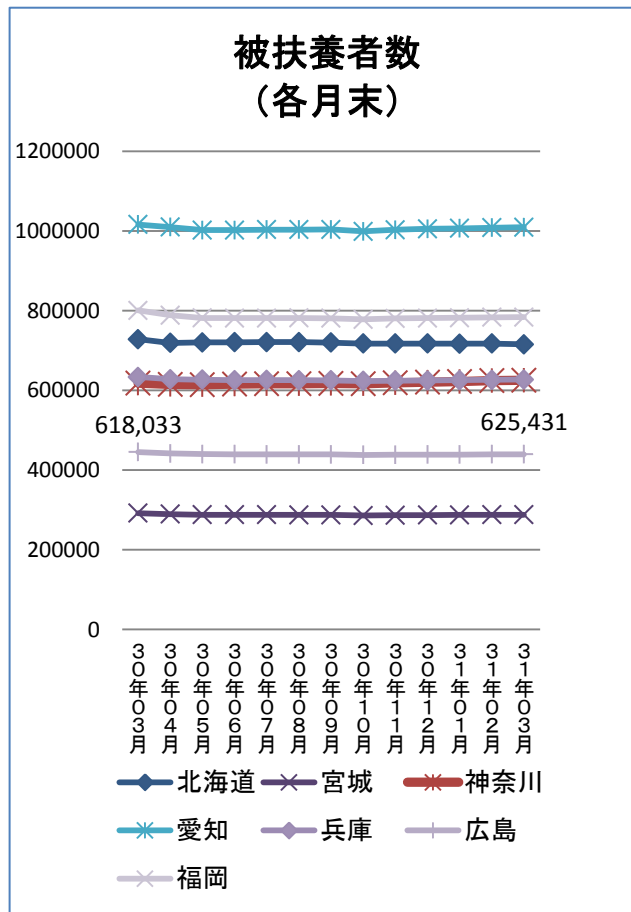 被扶養者数
（各月末）
1200000
1000000
800000
600000
618,033
625,431
400000
200000
0
３０年０３月
３０年０４月
３０年０５月
３０年０６月
３０年０７月
３０年０８月
３０年０９月
３０年１０月
３０年１１月
３０年１２月
３１年０１月
３１年０２月
３１年０３月
北海道 宮城 神奈川
愛知 兵庫 広島
福岡